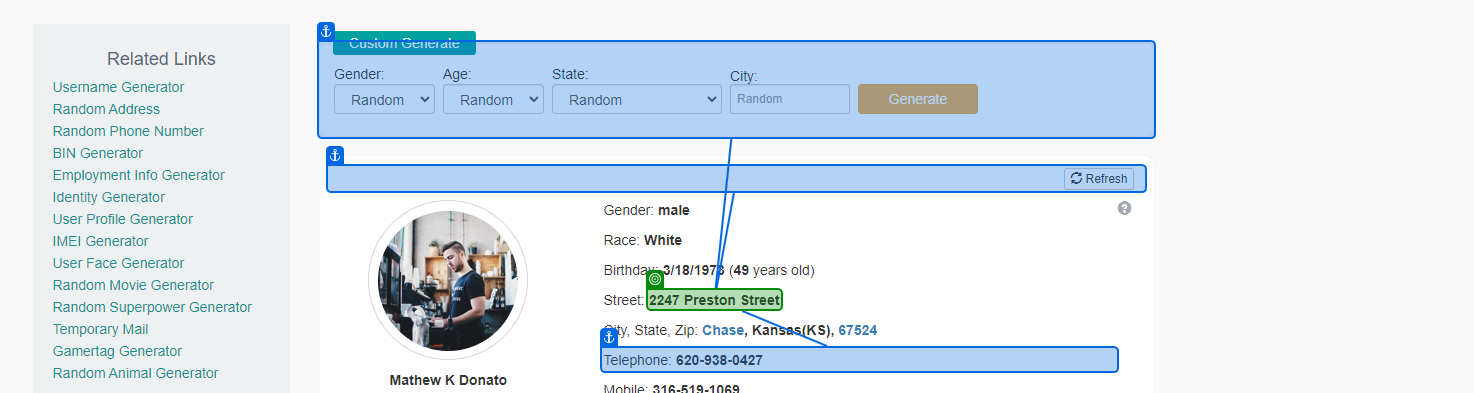 Related Links
Username Generator
Random Address
Random Phone Number
BIN Generator
Employment Info Generator
Identity Generator
User Profile Generator
IMEI Generator
User Face Generator
Random Movie Generator
Random Superpower Generator
Temporary Mail
Gamertag Generator
Random Animal Generator
Custom Generate
Gender: Age: State: City:
Random Random Random Random Generate
Refresh
Gender: male
Race: White
Birthday: 3/18/1973 (49 years old)
Street: 2247 Preston Street
City, State, Zip: Chase, Kansas(KS), 67524
Telephone: 620-938-0427
Mobile: 316-519-1069
Mathew K Donato